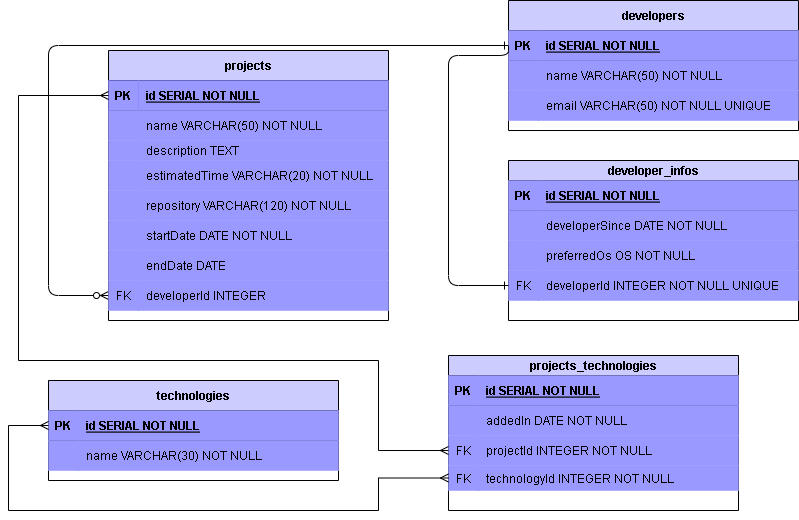 developers
PK id SERIAL NOT NULL
name VARCHAR(50) NOT NULL
email VARCHAR(50) NOT NULL UNIQUE
projects
PK id SERIAL NOT NULL
name VARCHAR(50) NOT NULL
description TEXT
estimatedTime VARCHAR(20) NOT NULL
repository VARCHAR(120) NOT NULL
startDate DATE NOT NULL
endDate DATE
FK developerId INTEGER
developer_infos
PK id SERIAL NOT NULL
developerSince DATE NOT NULL
preferredOs OS NOT NULL
FK developerId INTEGER NOT NULL UNIQUE
technologies
PK id SERIAL NOT NULL
name VARCHAR(30) NOT NULL
projects_technologies
PK id SERIAL NOT NULL
addedIn DATE NOT NULL
FK projectId INTEGER NOT NULL
FK technologyId INTEGER NOT NULL